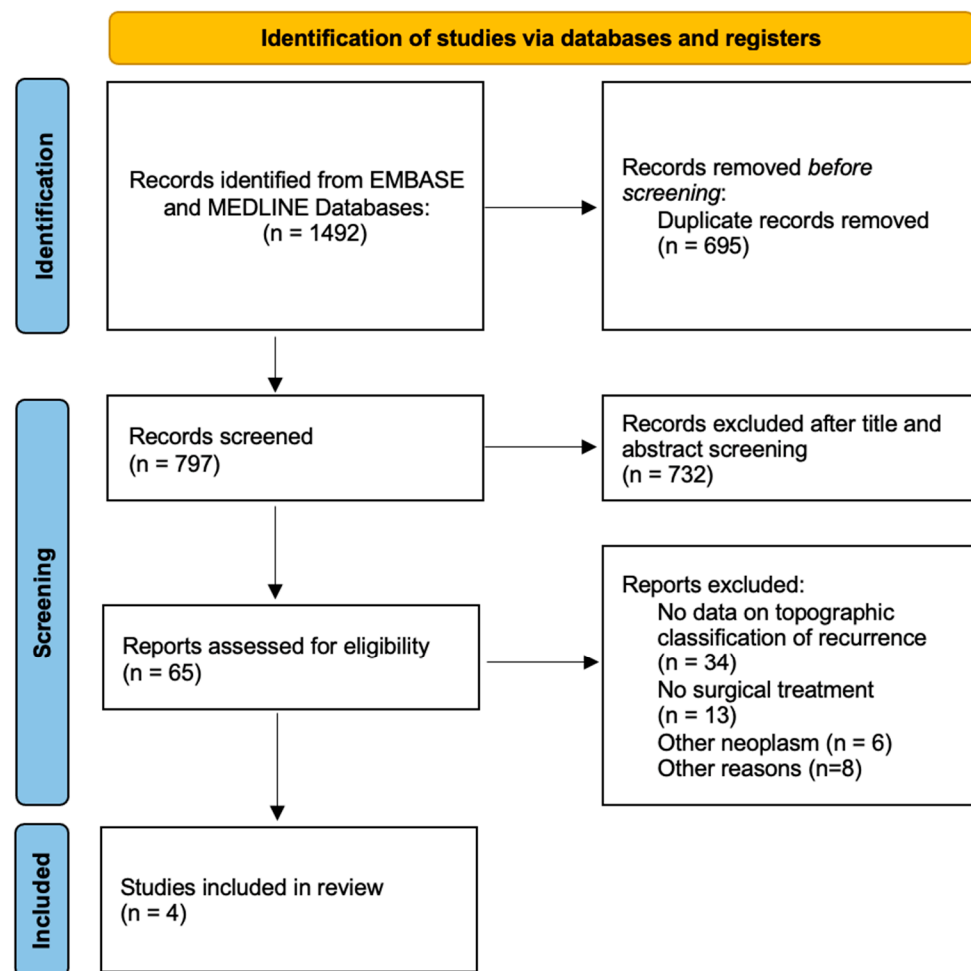 Identification of studies via databases and registers
Identification
Records identified from EMBASE
and MEDLINE Databases:
(n = 1492)
Records removed before
screening:
Duplicate records removed
(n = 695)
Screening
Records screened
(n = 797)
Records excluded after title and
abstract screening
(n = 732)
Reports assessed for eligibility
(n = 65)
Reports excluded:
No data on topographic
classification of recurrence
(n = 34)
No surgical treatment
(n = 13)
Other neoplasm (n = 6)
Other reasons (n=8)
Included
Studies included in review
(n = 4)